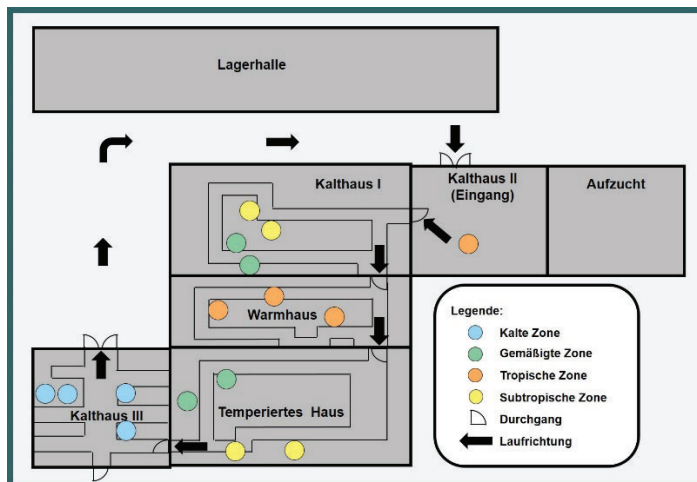 Lagerhalle
Kalthaus I
Kalthaus II
(Eingang)
Aufzucht
Warmhaus
Kalthaus III
Temperiertes Haus
Legende:
Kalte Zone
Gemäßigte Zone
Tropische Zone
Subtropische Zone
Durchgang
Laufrichtung